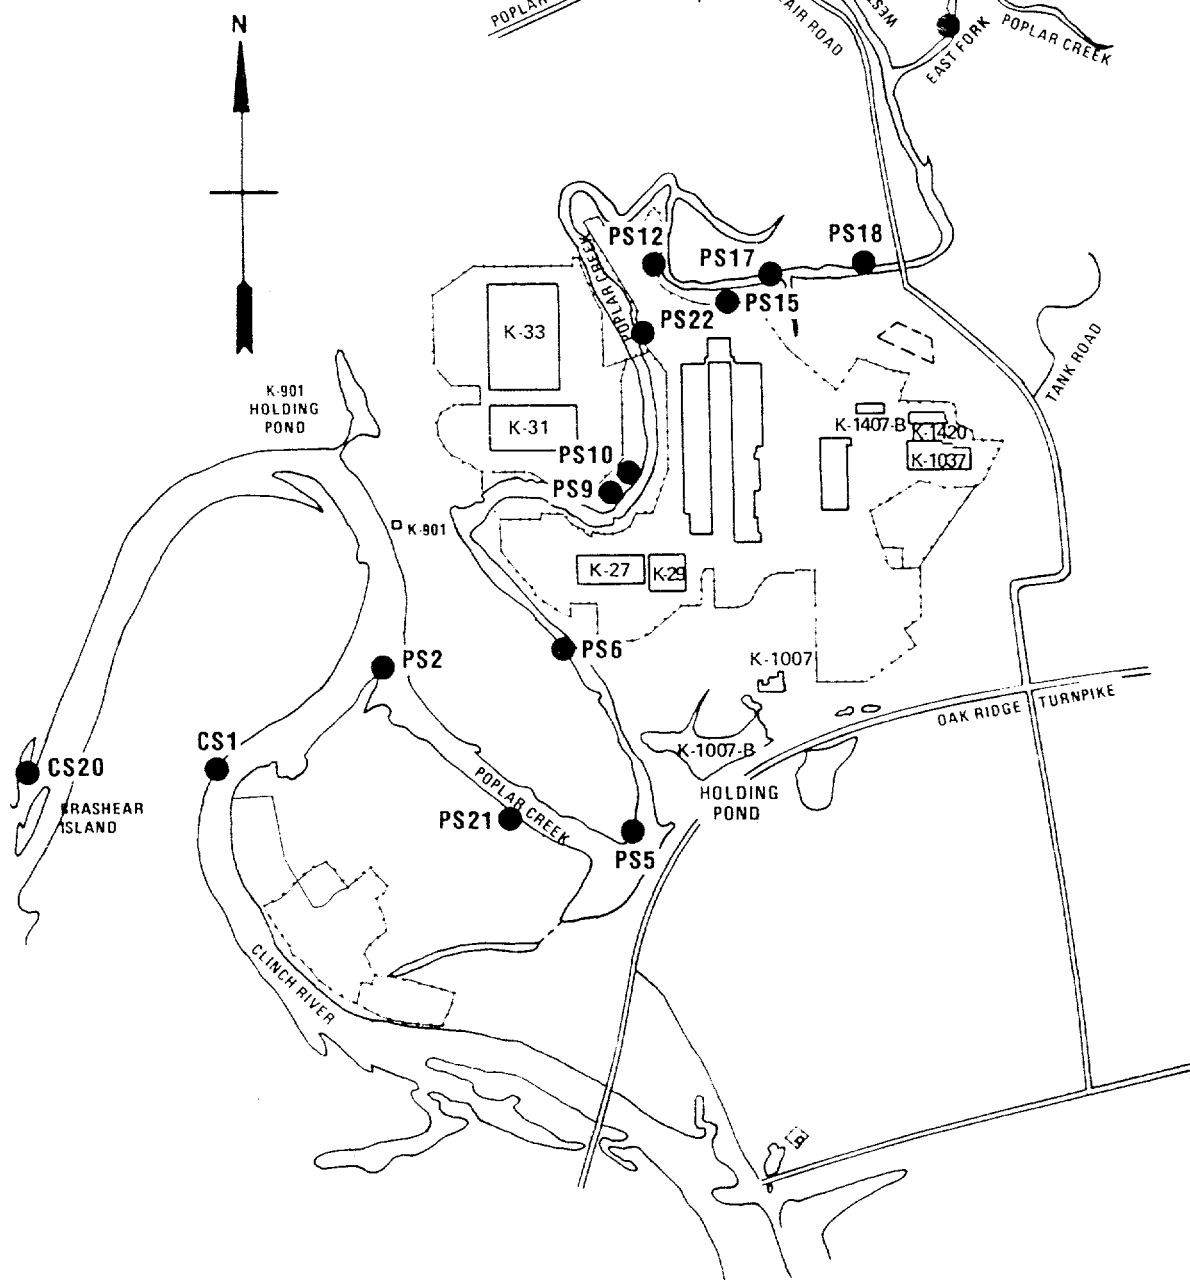 N
POPLAR
AIR ROAD
WEST
EAST FORK
POPLAR CREEK
PS12
PS17
PS18
POPLAR CREEK
PS22
PS15
K-33
TANK ROAD
K-901
HOLDING
POND
K-31
K-1407-B
K-1420
K-1037
PS10
PS9
K-901
K-27
K-29
PS6
PS2
K-1007
OAK RIDGE TURNPIKE
CS1
K-1007-B
CS20
HOLDING
POND
BRASHEAR
ISLAND
POPLAR CREEK
PS21
PS5
CLINCH RIVER